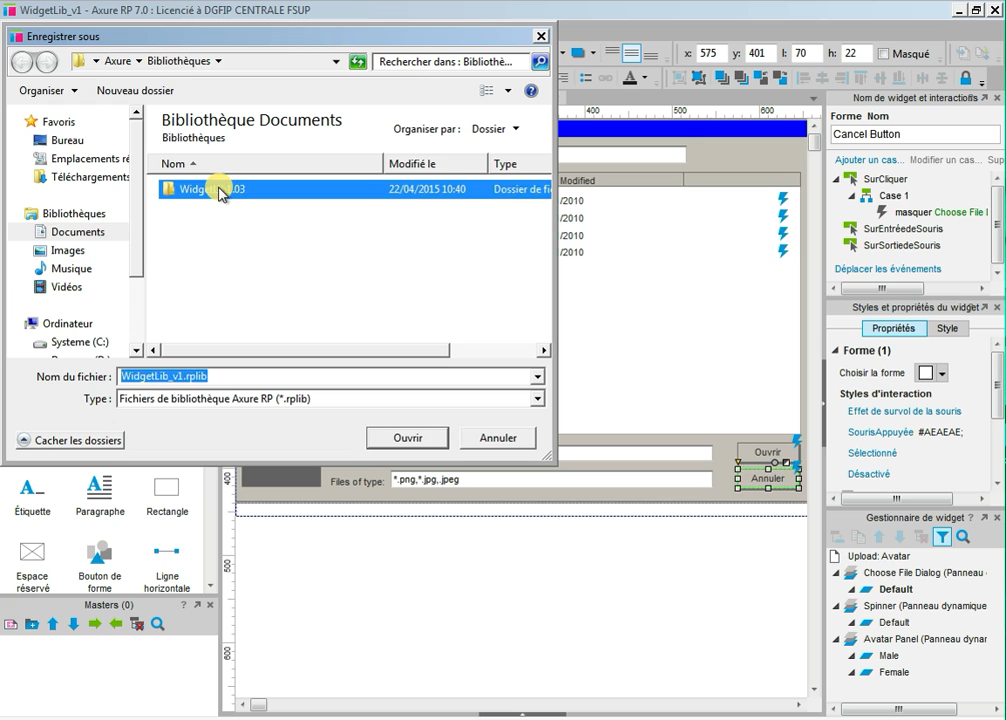 WidgetLib_v1 - Axure RP 7.0 : Licencié à DGFIP CENTRALE FSUP
Enregistrer sous
Axure
Bibliothèques
Rechercher dans : Bibliothè...
Organiser
Nouveau dossier
Favoris
Bureau
Emplacements ré
Téléchargements
Bibliothèques
Documents
Images
Musique
Vidéos
Ordinateur
Systeme (C:)
Bibliothèque Documents
Bibliothèques
Organiser par :
Dossier
Nom
Modifié le
Type
22/04/2015 10:40
Dossier de fi
Nom du fichier :
WidgetLib_v1.rplib
Type :
Fichiers de bibliothèque Axure RP (*.rplib)
Cacher les dossiers
Ouvrir
Annuler
x: 575 y: 401 l: 70 h: 22 Masqué
400 500 600
Modified
/2010
/2010
/2010
/2010
Ouvrir
Files of type:
*.png,*.jpg,.jpeg
Annuler
400
500
600
Étiquette
Paragraphe
Rectangle
Espace réservé
Bouton de forme
Ligne horizontale
Masters (0)
Nom de widget et interactions
Forme Nom
Cancel Button
Ajouter un cas...
Modifier un cas...
Sup
SurCliquer
Case 1
masquer Choose File
SurEntréeDeSouris
SurSortieDeSouris
Déplacer les événements
Styles et propriétés du widget
Propriétés
Style
Forme (1)
Choisir la forme
Styles d'interaction
Effet de survol de la souris
SourisAppuyée #AEAEAE;
Sélectionné
Désactivé
Gestionnaire de widget
Upload: Avatar
Choose File Dialog (Panneau
Default
Spinner (Panneau dynamique
Default
Avatar Panel (Panneau dynar
Male
Female